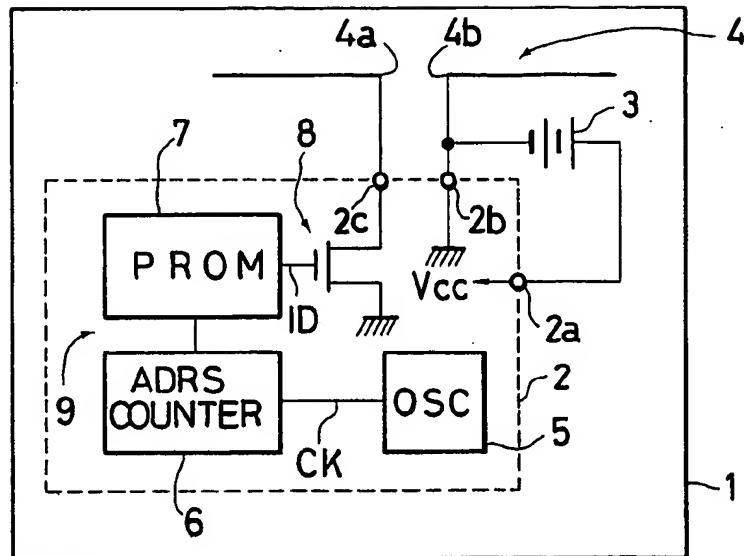 4a 4b 4
3
7 8
2c 2b
PROM
ID
Vcc
2a
9
ADRS
COUNTER
OSC
2
CK
5
6
1